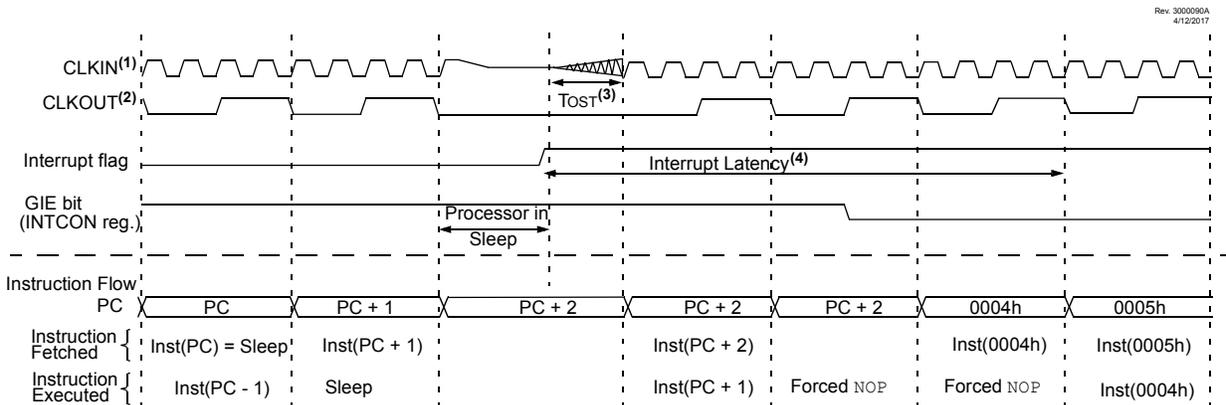 Rev. 3000090A
4/12/2017
CLKIN(1)
CLKOUT(2)
TOST(3)
Interrupt flag
Interrupt Latency(4)
GIE bit
(INTCON reg.)
Processor in
Sleep
Instruction Flow
PC PC PC + 1 PC + 2 PC + 2 PC + 2 0004h 0005h
Instruction
Fetched { Inst(PC) = Sleep Inst(PC + 1) Inst(PC + 2) Inst(0004h) Inst(0005h)
Instruction
Executed { Inst(PC - 1) Sleep Inst(PC + 1) Forced NOP Forced NOP Inst(0004h)